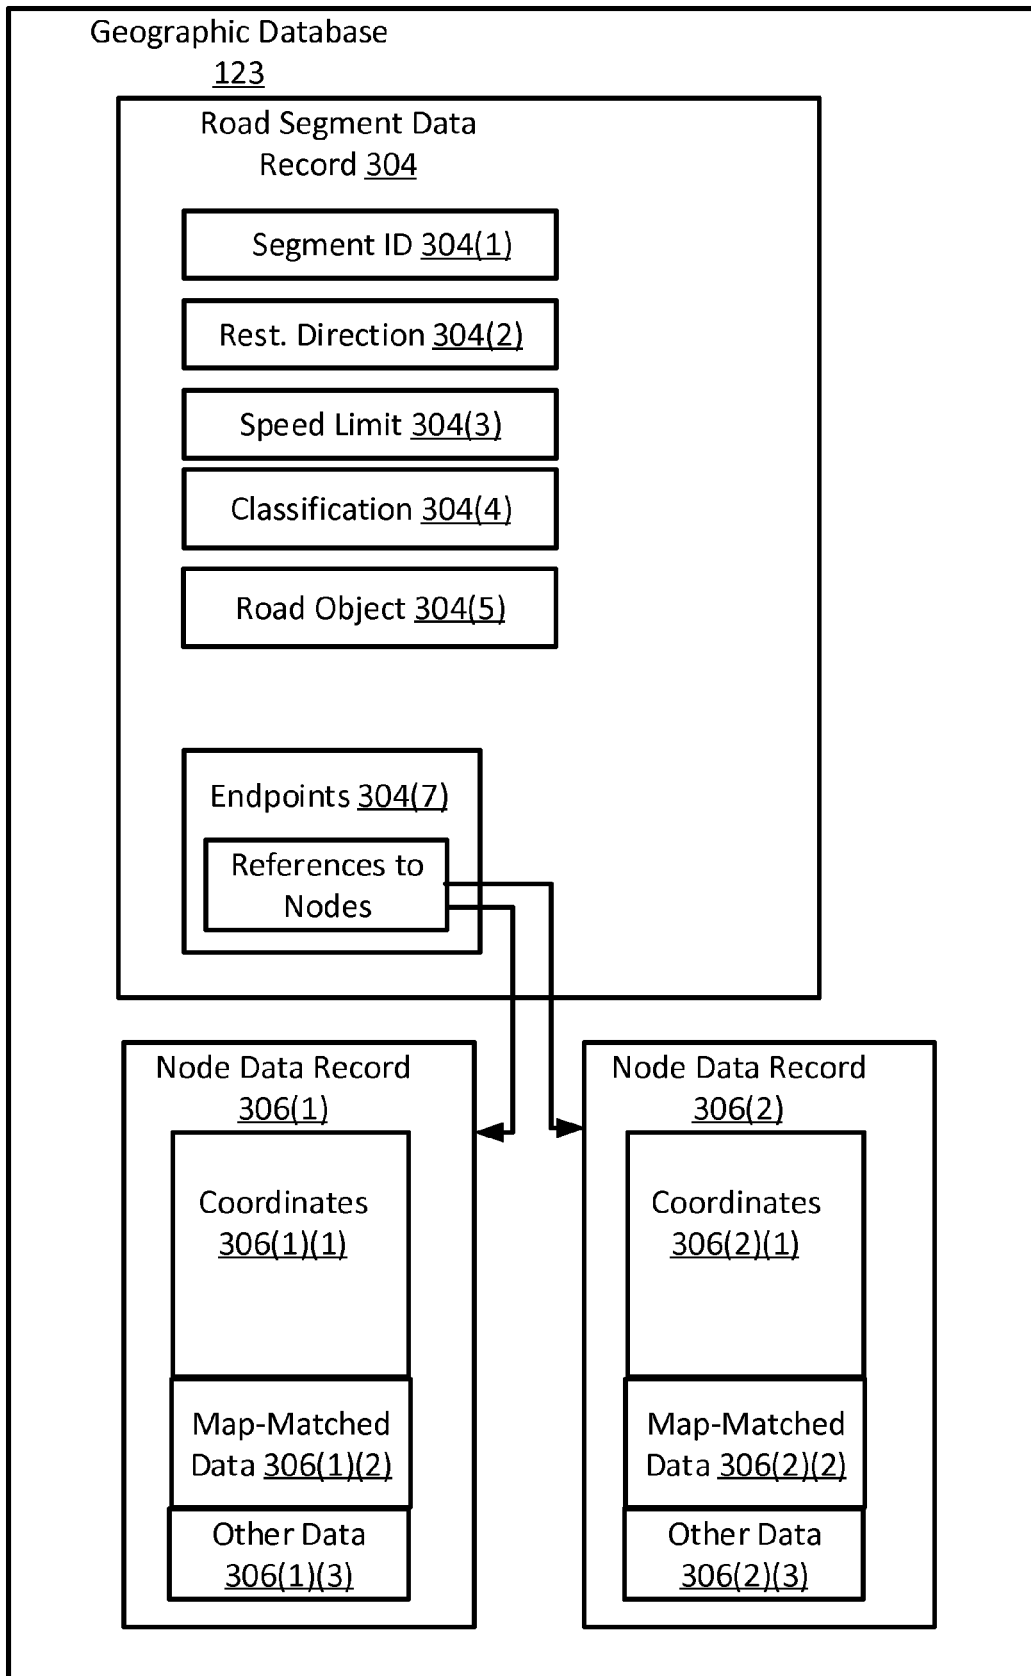 Geographic Database
123
Road Segment Data
Record 304
Segment ID 304(1)
Rest. Direction 304(2)
Speed Limit 304(3)
Classification 304(4)
Road Object 304(5)
Endpoints 304(7)
References to
Nodes
Node Data Record
306(1)
Coordinates
306(1)(1)
Map-Matched
Data 306(1)(2)
Other Data
306(1)(3)
Node Data Record
306(2)
Coordinates
306(2)(1)
Map-Matched
Data 306(2)(2)
Other Data
306(2)(3)